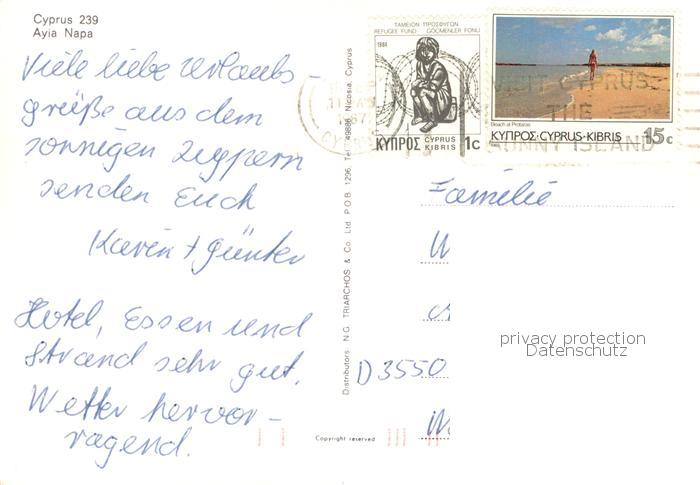 Cyprus 239
Ayia Napa
Viele liebe Urlaubs-
grüße aus dem
sonnigen Zypern
senden Euch
Karin + Günter
Hotel, Essen und
Strand sehr gut.
Wetter hervor-
ragend.
Distributors N.G. TRIARCHOS & Co. Ltd P.O.B 1296, Nicosia, Cyprus
Copyright reserved
ΤΑΜΕΙΟΝ ΠΡΟΣΦΥΓΩΝ
REFUGEE FUND GÖÇMENLER FONU
1984
ΚΥΠΡΟΣ CYPRUS KIBRIS 1c
Beach at Protaras
ΚΥΠΡΟΣ·CYPRUS·KIBRIS 15c
1985
VISIT CYPRUS
THE
SUNNY ISLAND
Familie
D 3550
privacy protection
Datenschutz